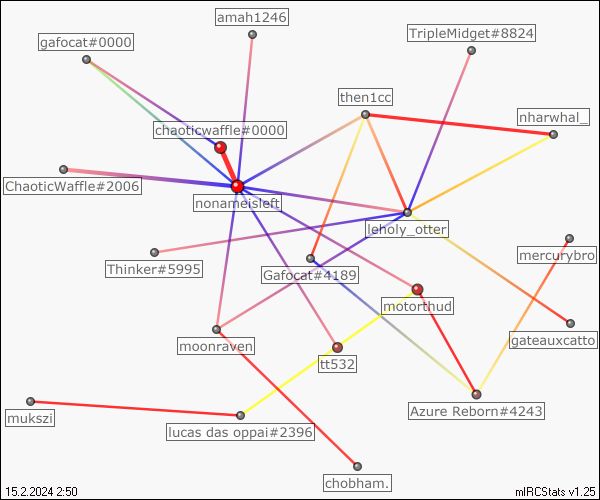 amah1246
TripleMidget#8824
gafocat#0000
then1cc
nharwhal_
chaoticwaffle#0000
ChaoticWaffle#2006
nonameisleft
leholy_otter
mercurybro
Thinker#5995
Gafocat#4189
motorthud
gateauxcatto
moonraven
tt532
Azure Reborn#4243
mukszi
lucas das oppai#2396
chobham.
15.2.2024 2:50
mIRCStats v1.25